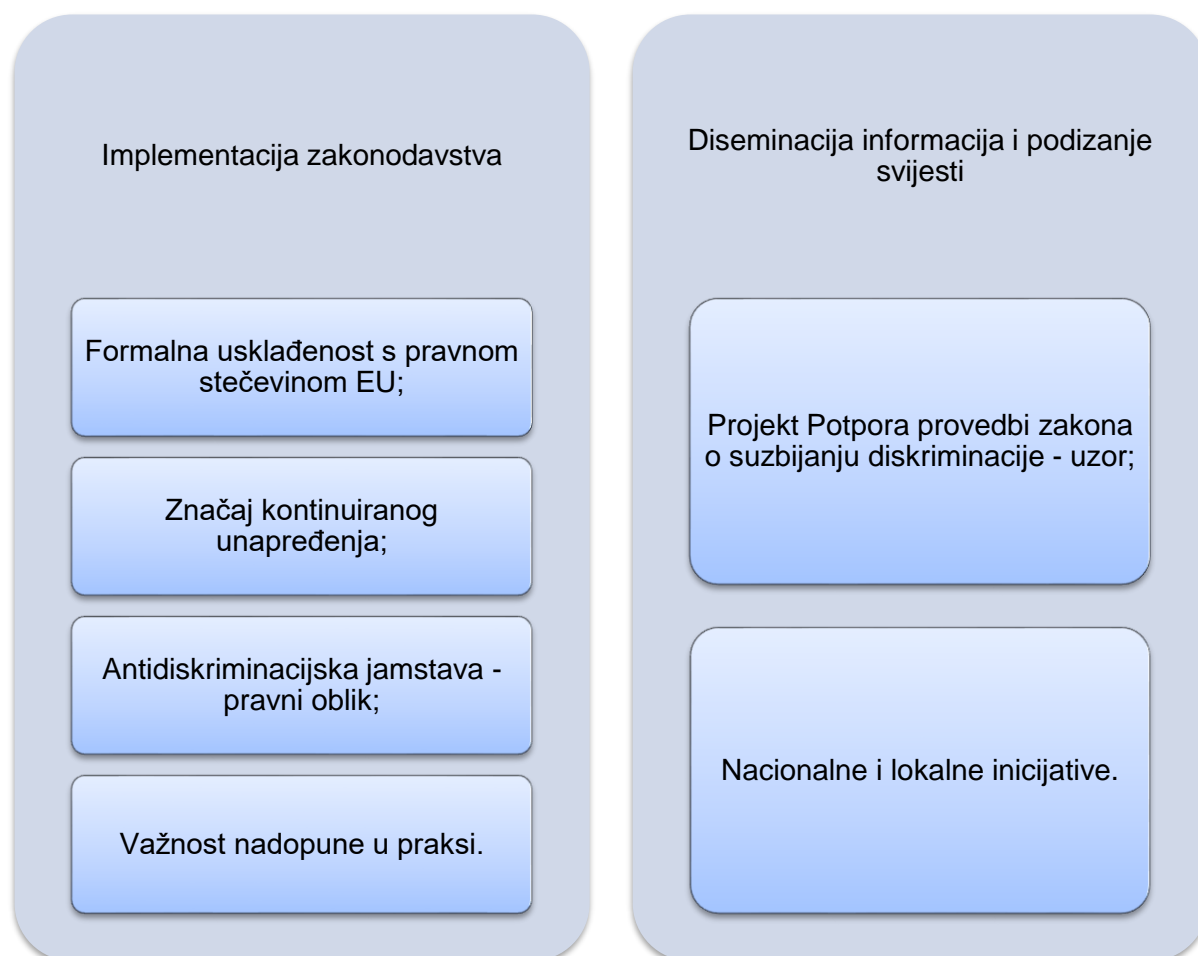 Implementacija zakonodavstva
Formalna usklađenost s pravnom
stečevinom EU;
Značaj kontinuiranog
unapređenja;
Antidiskriminacijska jamstava -
pravni oblik;
Važnost nadopune u praksi.
Diseminacija informacija i podizanje
svijesti
Projekt Potpora provedbi zakona
o suzbijanju diskriminacije - uzor;
Nacionalne i lokalne inicijative.